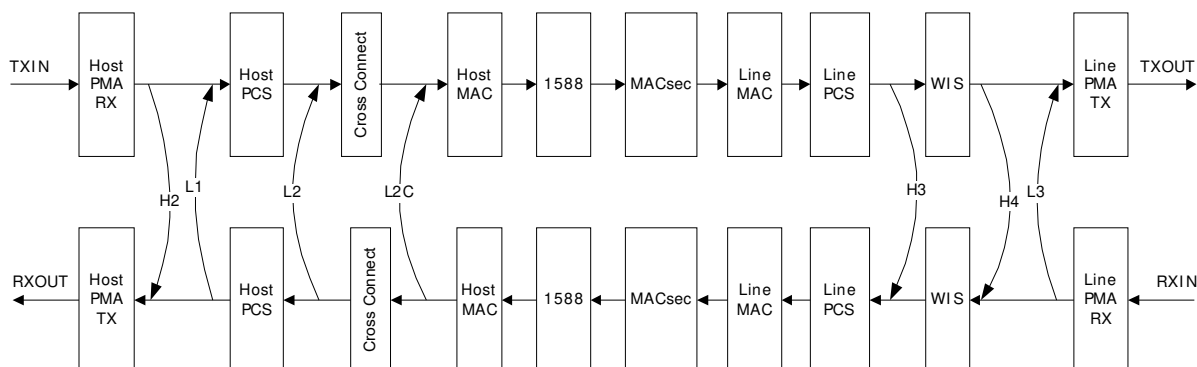 TXIN
Host
PMA
RX
Host
PCS
Cross Connect
Host
MAC
1588
MACsec
Line
MAC
Line
PCS
WIS
Line
PMA
TX
TXOUT
H2
L1
L2
L2C
H3
H4
L3
RXOUT
Host
PMA
TX
Host
PCS
Cross Connect
Host
MAC
1588
MACsec
Line
MAC
Line
PCS
WIS
Line
PMA
RX
RXIN